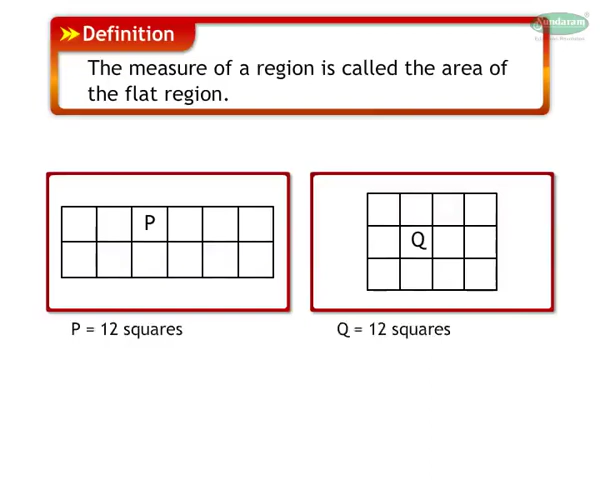 Sundaram
Definition
The measure of a region is called the area of
the flat region.
P
Q
P = 12 squares
Q = 12 squares